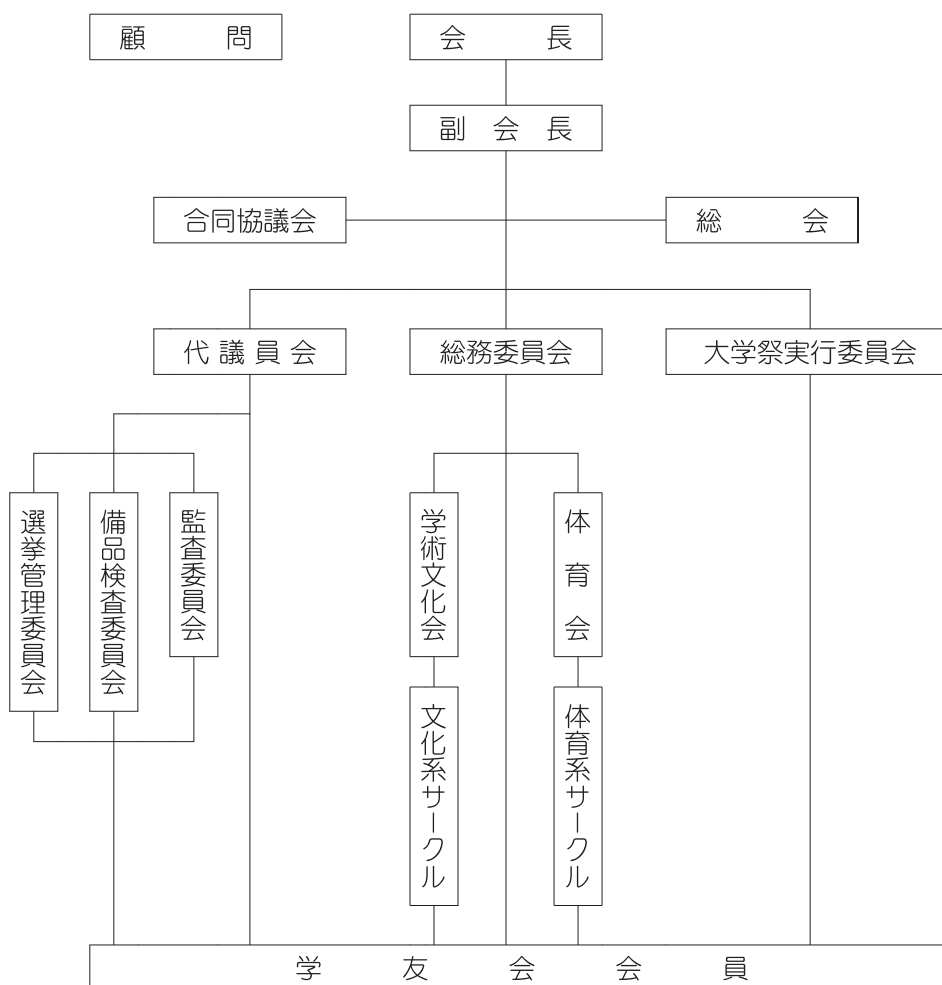 顧問
会長
副会長
合同協議会
総会
代議員会
総務委員会
大学祭実行委員会
選挙管理委員会
備品検査委員会
監査委員会
学術文化会
体育会
文化系サークル
体育系サークル
学友会会員